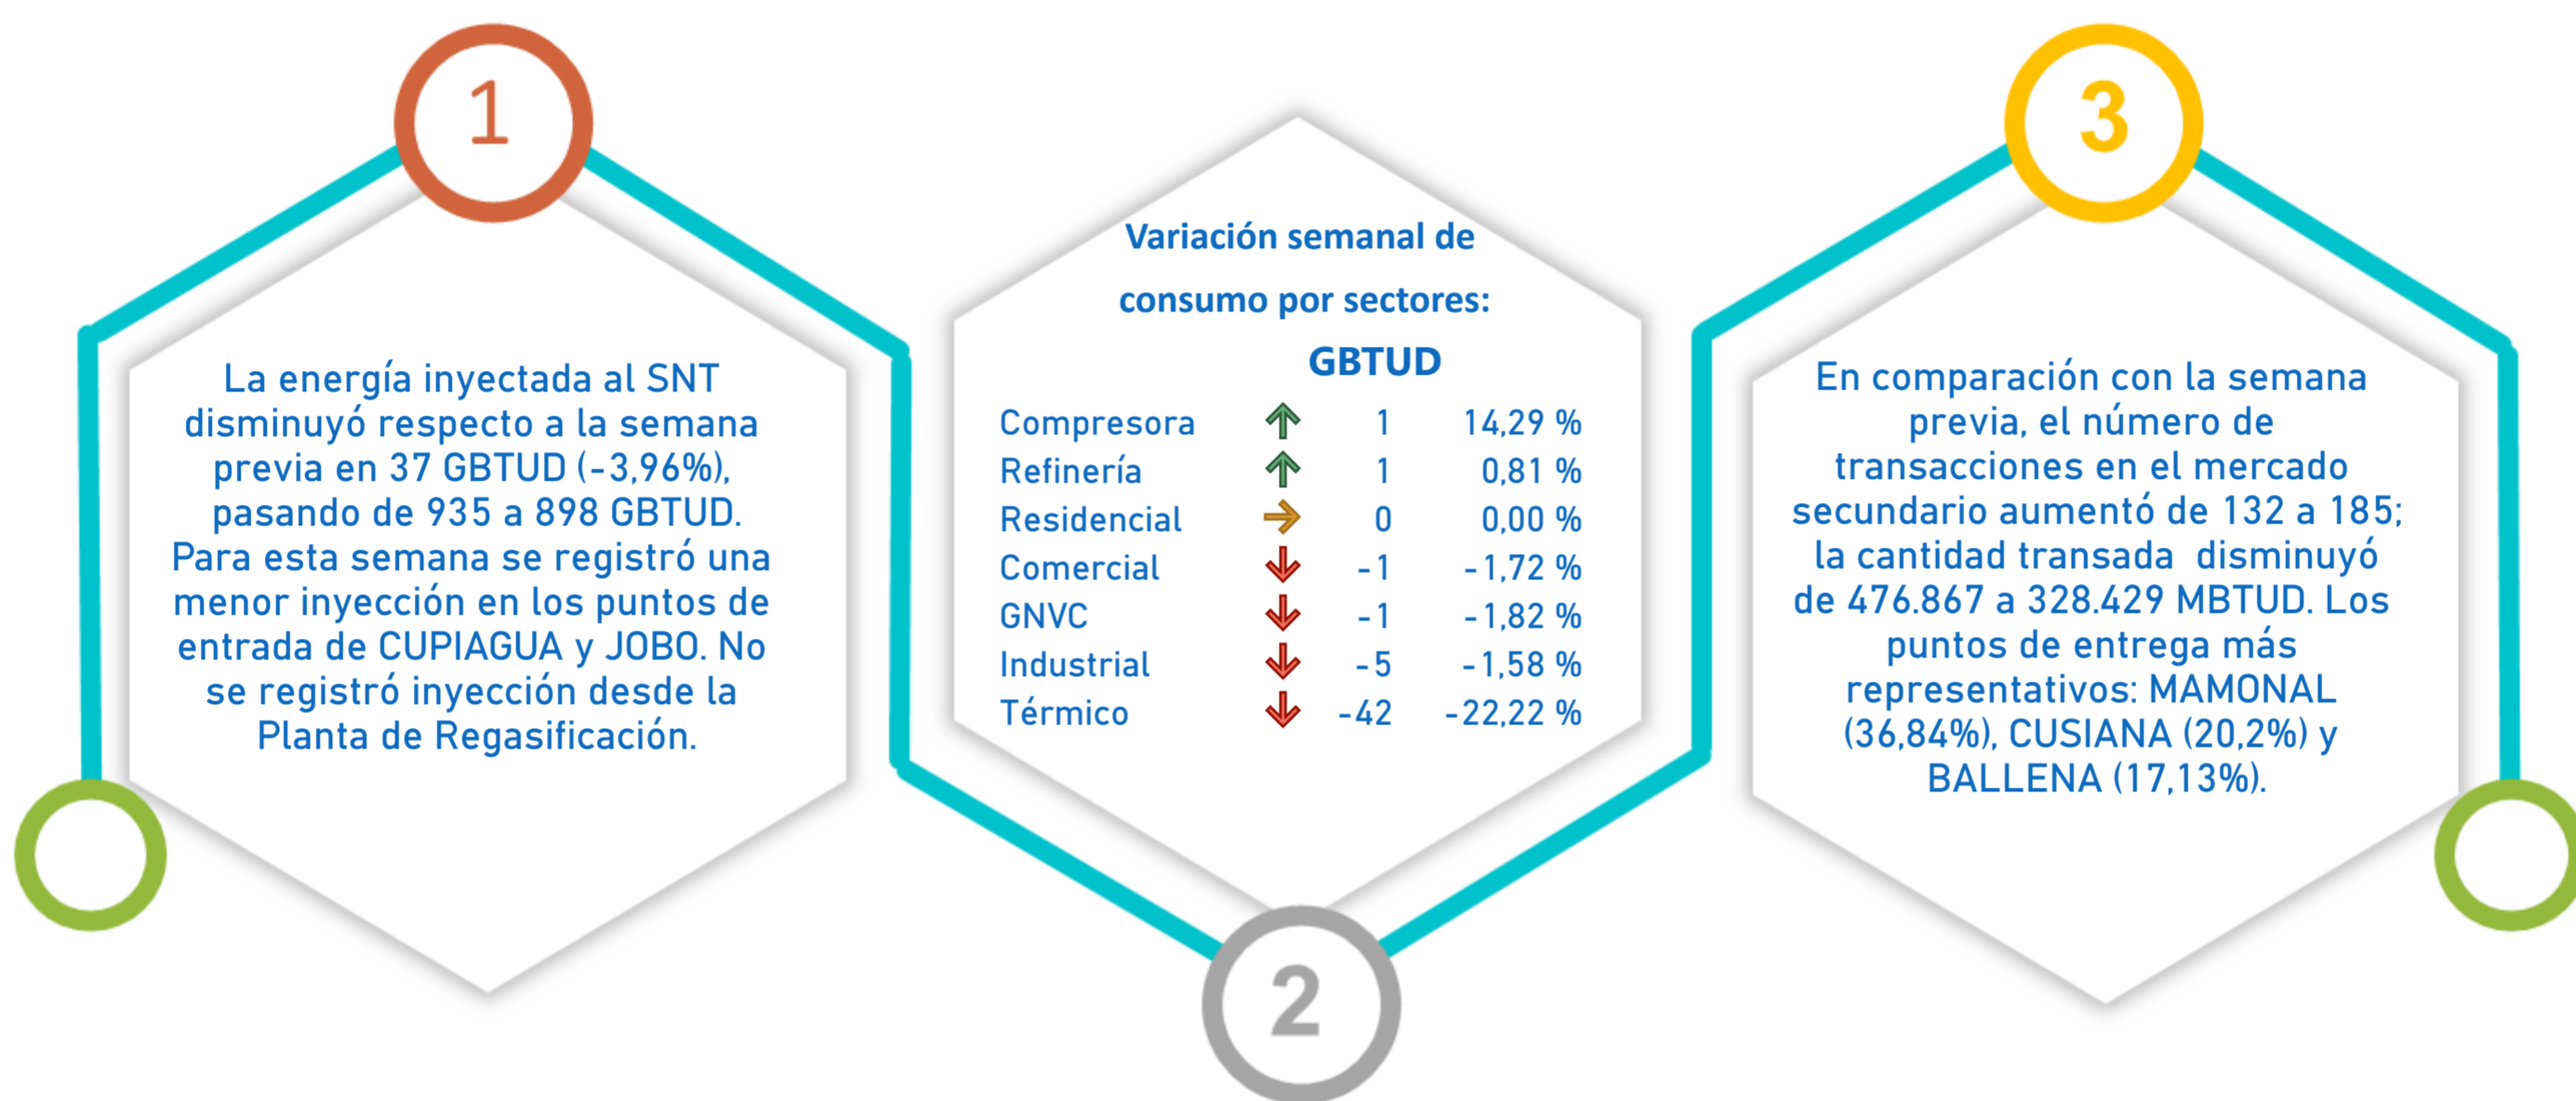 1
La energía inyectada al SNT
disminuyó respecto a la semana
previa en 37 GBTUD (-3,96%),
pasando de 935 a 898 GBTUD.
Para esta semana se registró una
menor inyección en los puntos de
entrada de CUPIAGUA y JOBO. No
se registró inyección desde la
Planta de Regasificación.
Variación semanal de
consumo por sectores:
GBTUD
Compresora 1 14,29 %
Refinería 1 0,81 %
Residencial 0 0,00 %
Comercial -1 -1,72 %
GNVC -1 -1,82 %
Industrial -5 -1,58 %
Térmico -42 -22,22 %
2
3
En comparación con la semana
previa, el número de
transacciones en el mercado
secundario aumentó de 132 a 185;
la cantidad transada disminuyó
de 476.867 a 328.429 MBTUD. Los
puntos de entrega más
representativos: MAMONAL
(36,84%), CUSIANA (20,2%) y
BALLENA (17,13%).